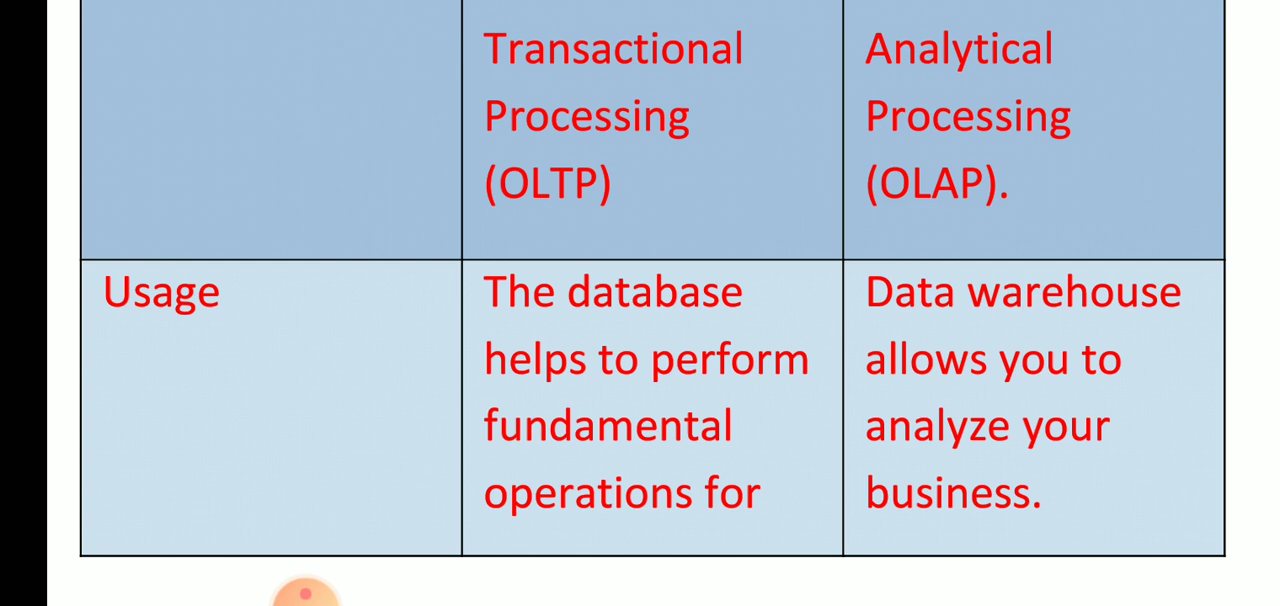 Transactional
Processing
(OLTP)
Analytical
Processing
(OLAP).
Usage
The database
helps to perform
fundamental
operations for
Data warehouse
allows you to
analyze your
business.